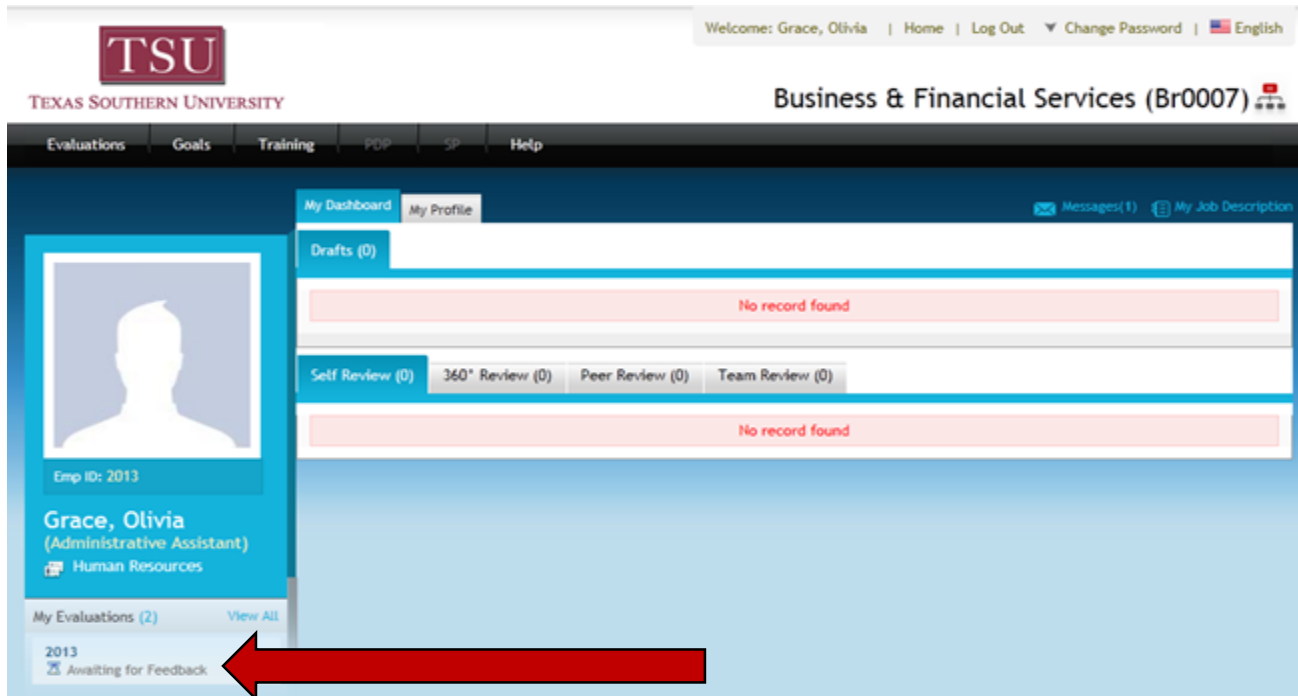 Welcome: Grace, Olivia | Home | Log Out ▼ Change Password | English
TSU
TEXAS SOUTHERN UNIVERSITY
Business & Financial Services (Br0007)
Evaluations Goals Training PDP SP Help
My Dashboard My Profile Messages(1) My Job Description
Drafts (0)
No record found
Self Review (0) 360° Review (0) Peer Review (0) Team Review (0)
No record found
Emp ID: 2013
Grace, Olivia
(Administrative Assistant)
Human Resources
My Evaluations (2) View All
2013
Awaiting for Feedback